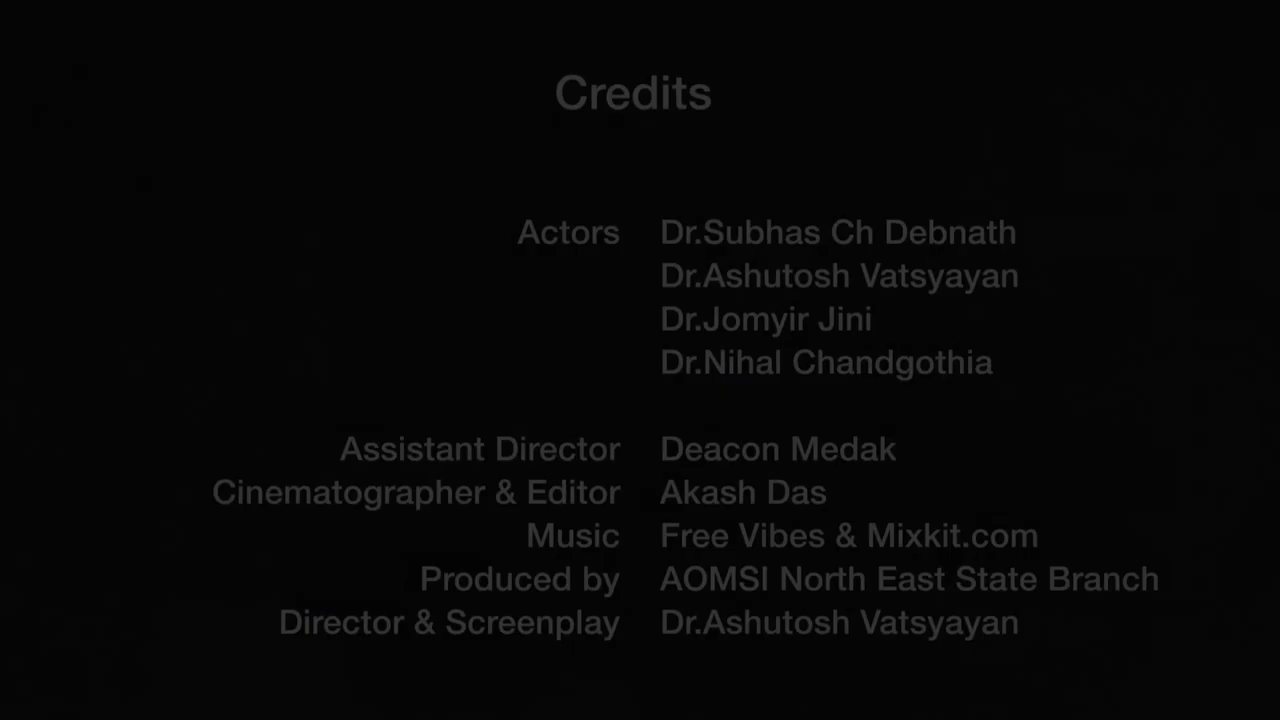 Credits
Actors Dr.Subhas Ch Debnath
Dr.Ashutosh Vatsyayan
Dr.Jomyir Jini
Dr.Nihal Chandgothia
Assistant Director Deacon Medak
Cinematographer & Editor Akash Das
Music Free Vibes & Mixkit.com
Produced by AOMSI North East State Branch
Director & Screenplay Dr.Ashutosh Vatsyayan